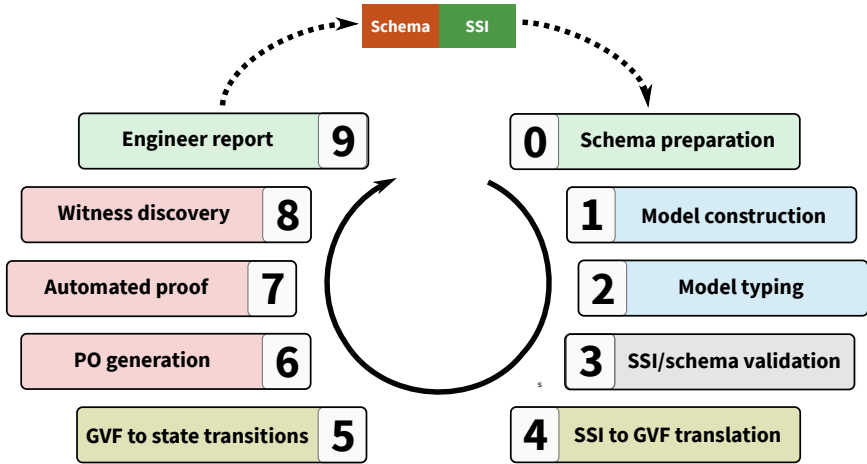 Schema SSI
Engineer report 9
0 Schema preparation
Witness discovery 8
1 Model construction
Automated proof 7
2 Model typing
PO generation 6
3 SSI/schema validation
s
GVF to state transitions 5
4 SSI to GVF translation